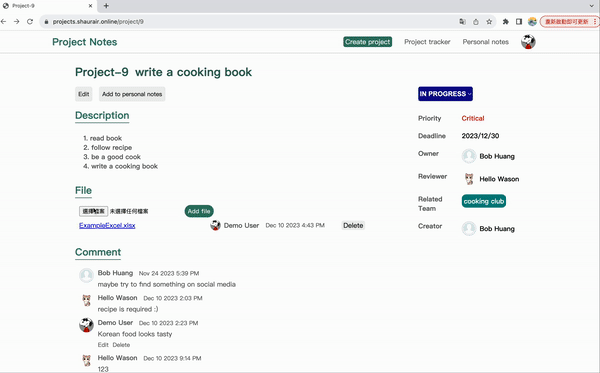 Project-9
projects.shaurair.online/project/9
重新啟動即可更新
Project Notes
Create project
Project tracker
Personal notes
Project-9 write a cooking book
Edit
Add to personal notes
IN PROGRESS
Description
1. read book
2. follow recipe
3. be a good cook
4. write a cooking book
Priority
Critical
Deadline
2023/12/30
Owner
Bob Huang
Reviewer
Hello Wason
Related Team
cooking club
Creator
Bob Huang
File
選擇檔案 未選擇任何檔案
Add file
ExampleExcel.xlsx
Demo User Dec 10 2023 4:43 PM
Delete
Comment
Bob Huang Nov 24 2023 5:39 PM
maybe try to find something on social media
Hello Wason Dec 10 2023 2:03 PM
recipe is required :)
Demo User Dec 10 2023 2:23 PM
Korean food looks tasty
Edit Delete
Hello Wason Dec 10 2023 9:14 PM
123